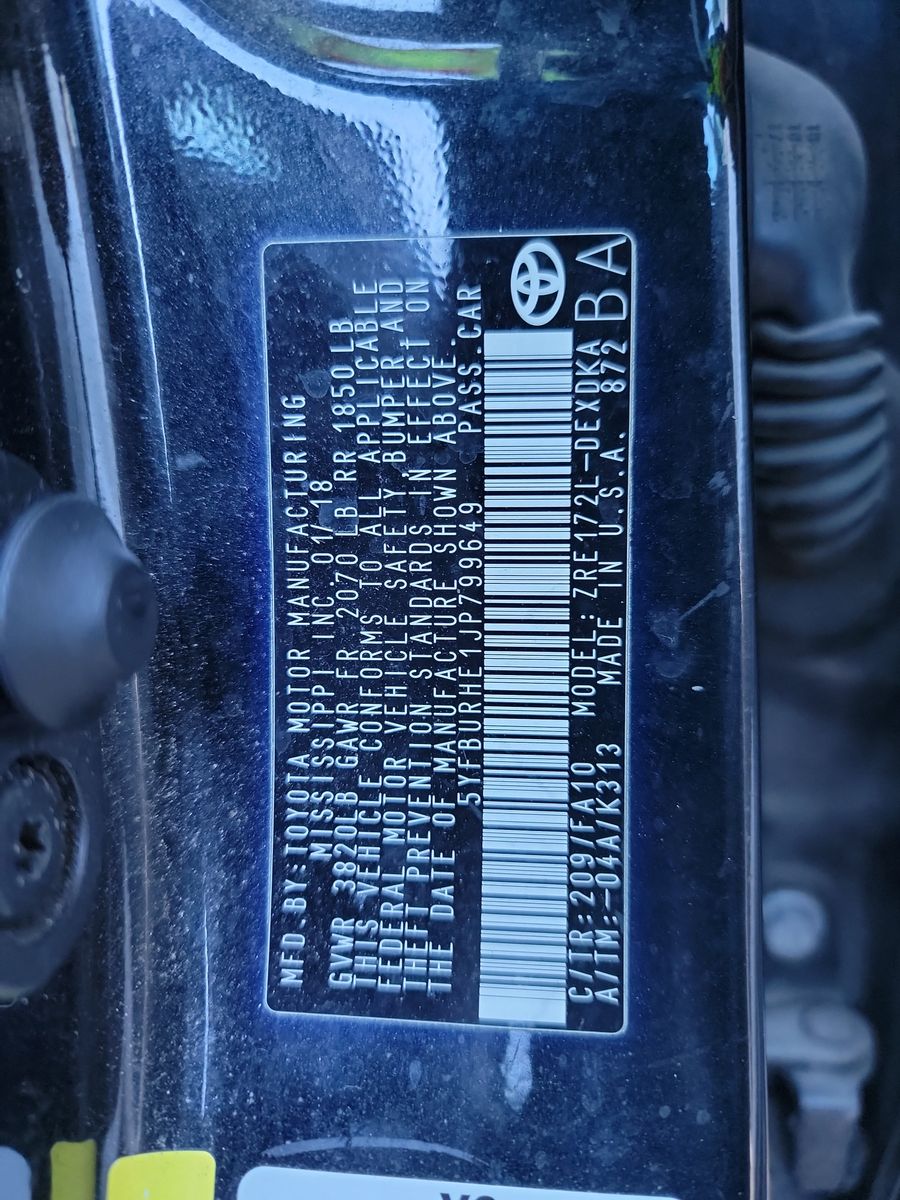 MFD.BY:TOYOTA MOTOR MANUFACTURING
MISSISSIPPI INC. 01/18
GVWR 3820LB GAWR FR 2070 LB RR 1850LB
THIS VEHICLE CONFORMS TO ALL APPLICABLE
FEDERAL MOTOR VEHICLE SAFETY, BUMPER AND
THEFT PREVENTION STANDARDS IN EFFECT ON
THE DATE OF MANUFACTURE SHOWN ABOVE.
5YFBURHE1JP799649 PASS.CAR
C/TR:209/FA10 MODEL: ZRE172L-DEXDKA
A/TM:-04A/K313 MADE IN U.S.A. 872 BA